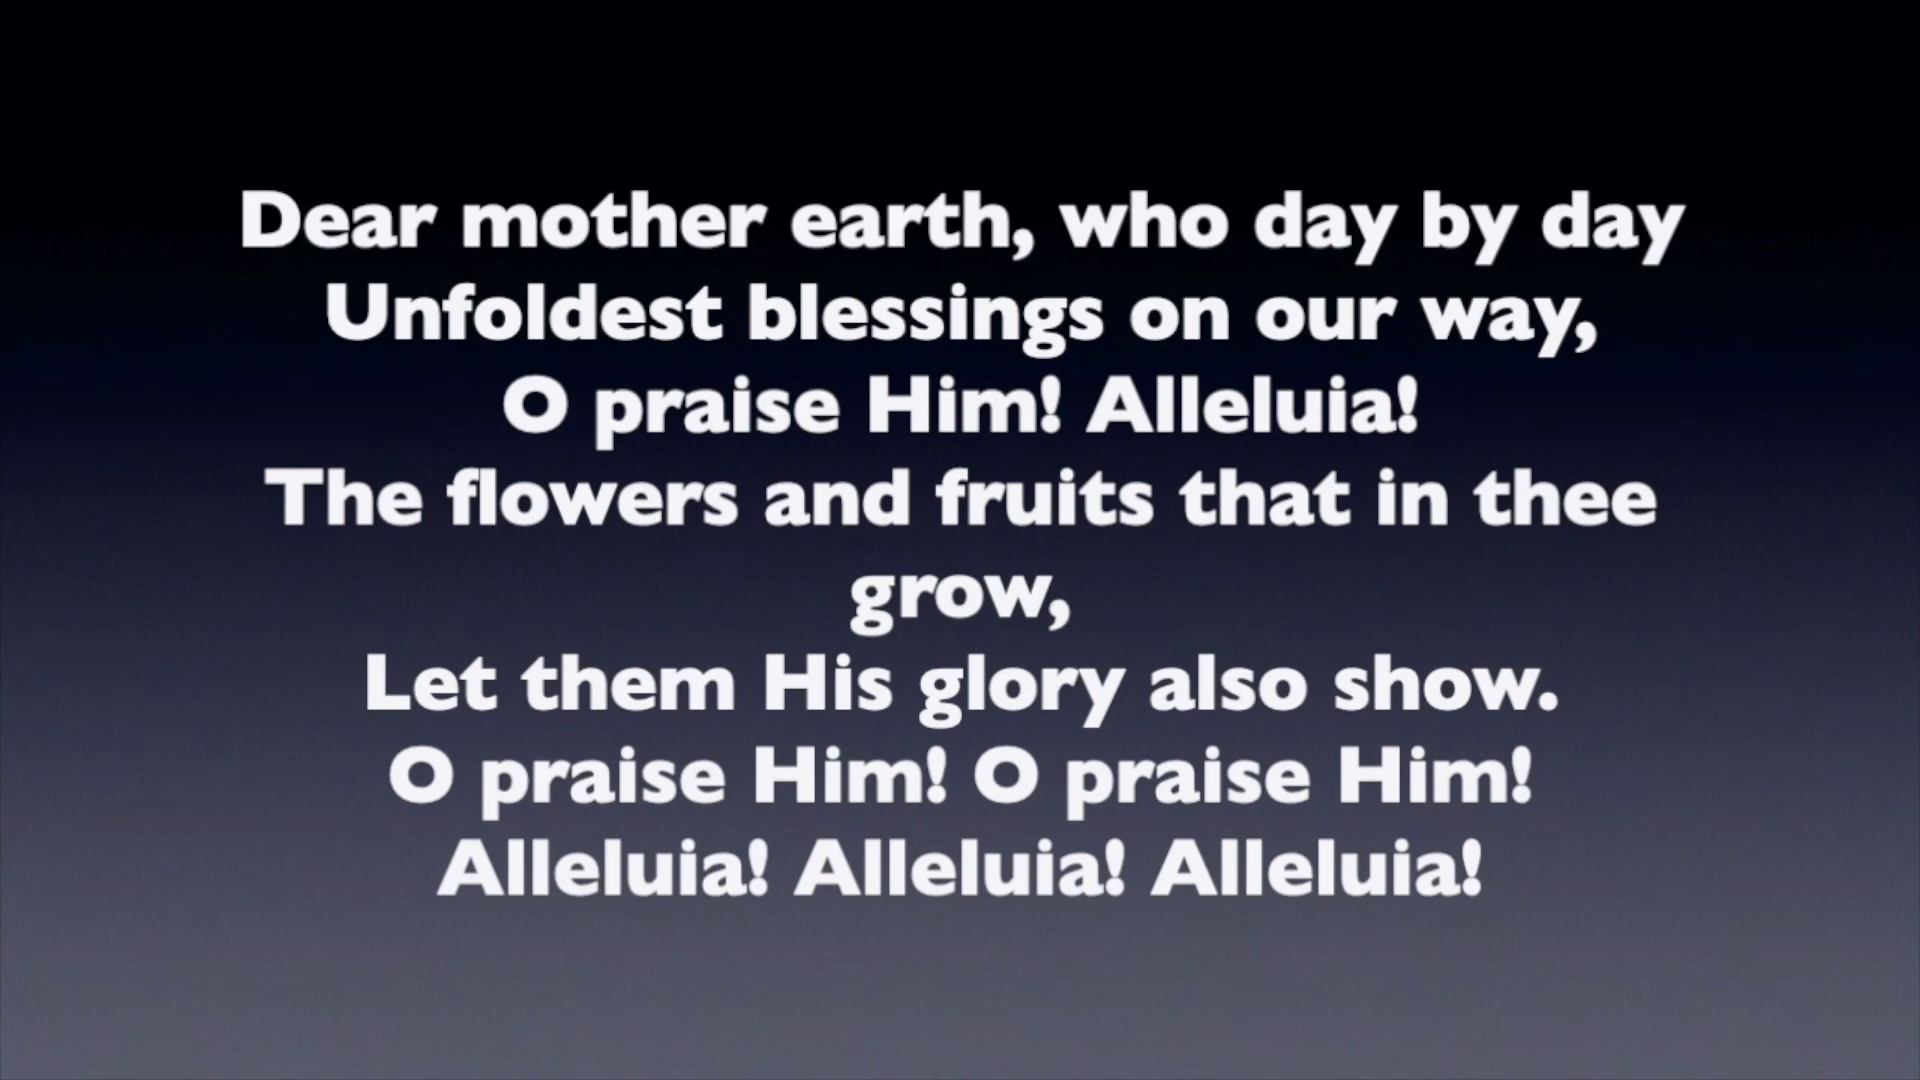 Dear mother earth, who day by day
Unfoldest blessings on our way,
O praise Him! Alleluia!
The flowers and fruits that in thee
grow,
Let them His glory also show.
O praise Him! O praise Him!
Alleluia! Alleluia! Alleluia!